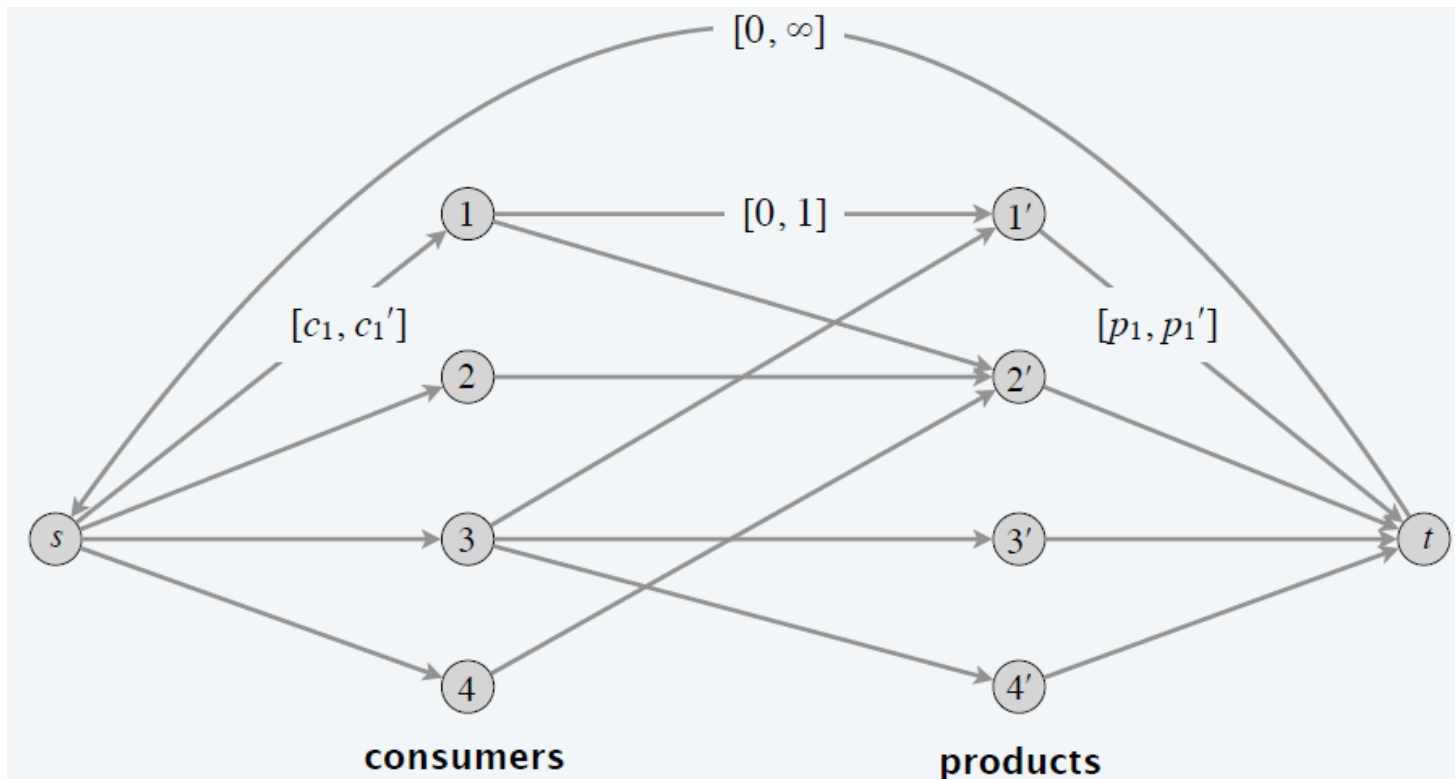 [0, ∞]
1
[0, 1]
1′
[c₁, c₁′]
[p₁, p₁′]
2
2′
s
3
3′
t
4
4′
consumers
products